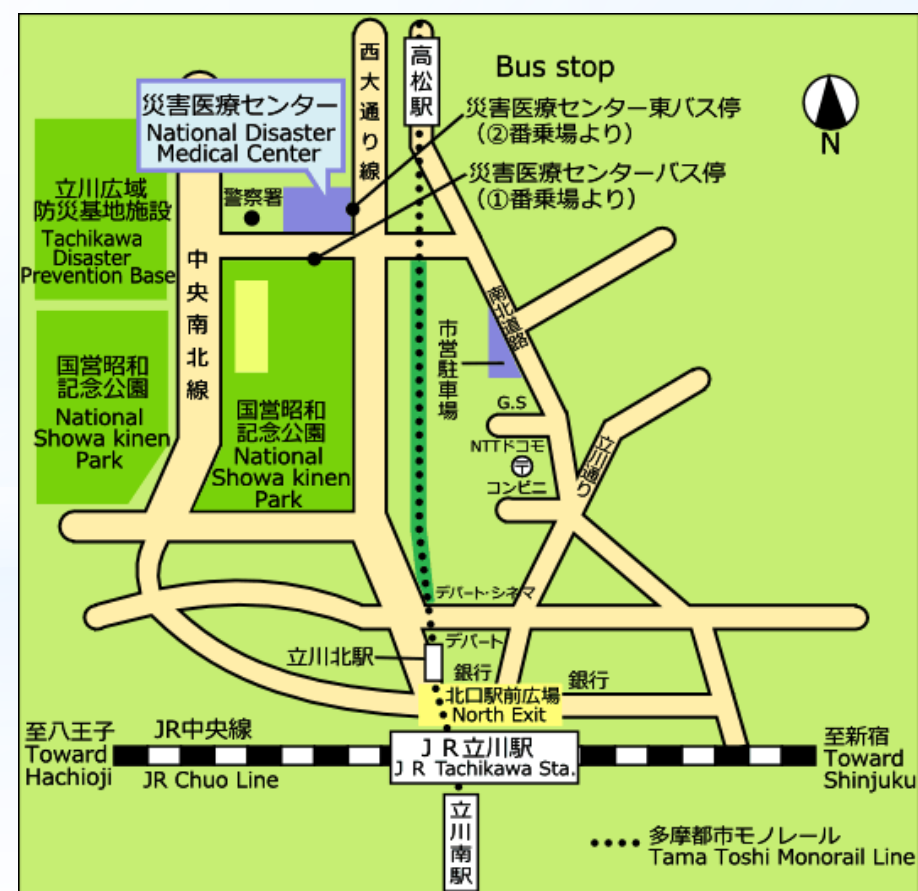 高松駅
西大通り線
Bus stop
災害医療センター
National Disaster
Medical Center
災害医療センター東バス停
(②番乗場より)
N
災害医療センターバス停
(①番乗場より)
警察署
立川広域
防災基地施設
Tachikawa
Disaster
Prevention Base
中央南北線
南北道路
市営駐車場
国営昭和
記念公園
National
Showa kinen
Park
国営昭和
記念公園
National
Showa kinen
Park
G.S
NTTドコモ
〒
コンビニ
立川通り
デパート・シネマ
デパート
立川北駅
銀行
銀行
北口駅前広場
North Exit
至八王子
Toward
Hachioji
JR中央線
JR Chuo Line
JR立川駅
JR Tachikawa Sta.
至新宿
Toward
Shinjuku
立川南駅
多摩都市モノレール
Tama Toshi Monorail Line